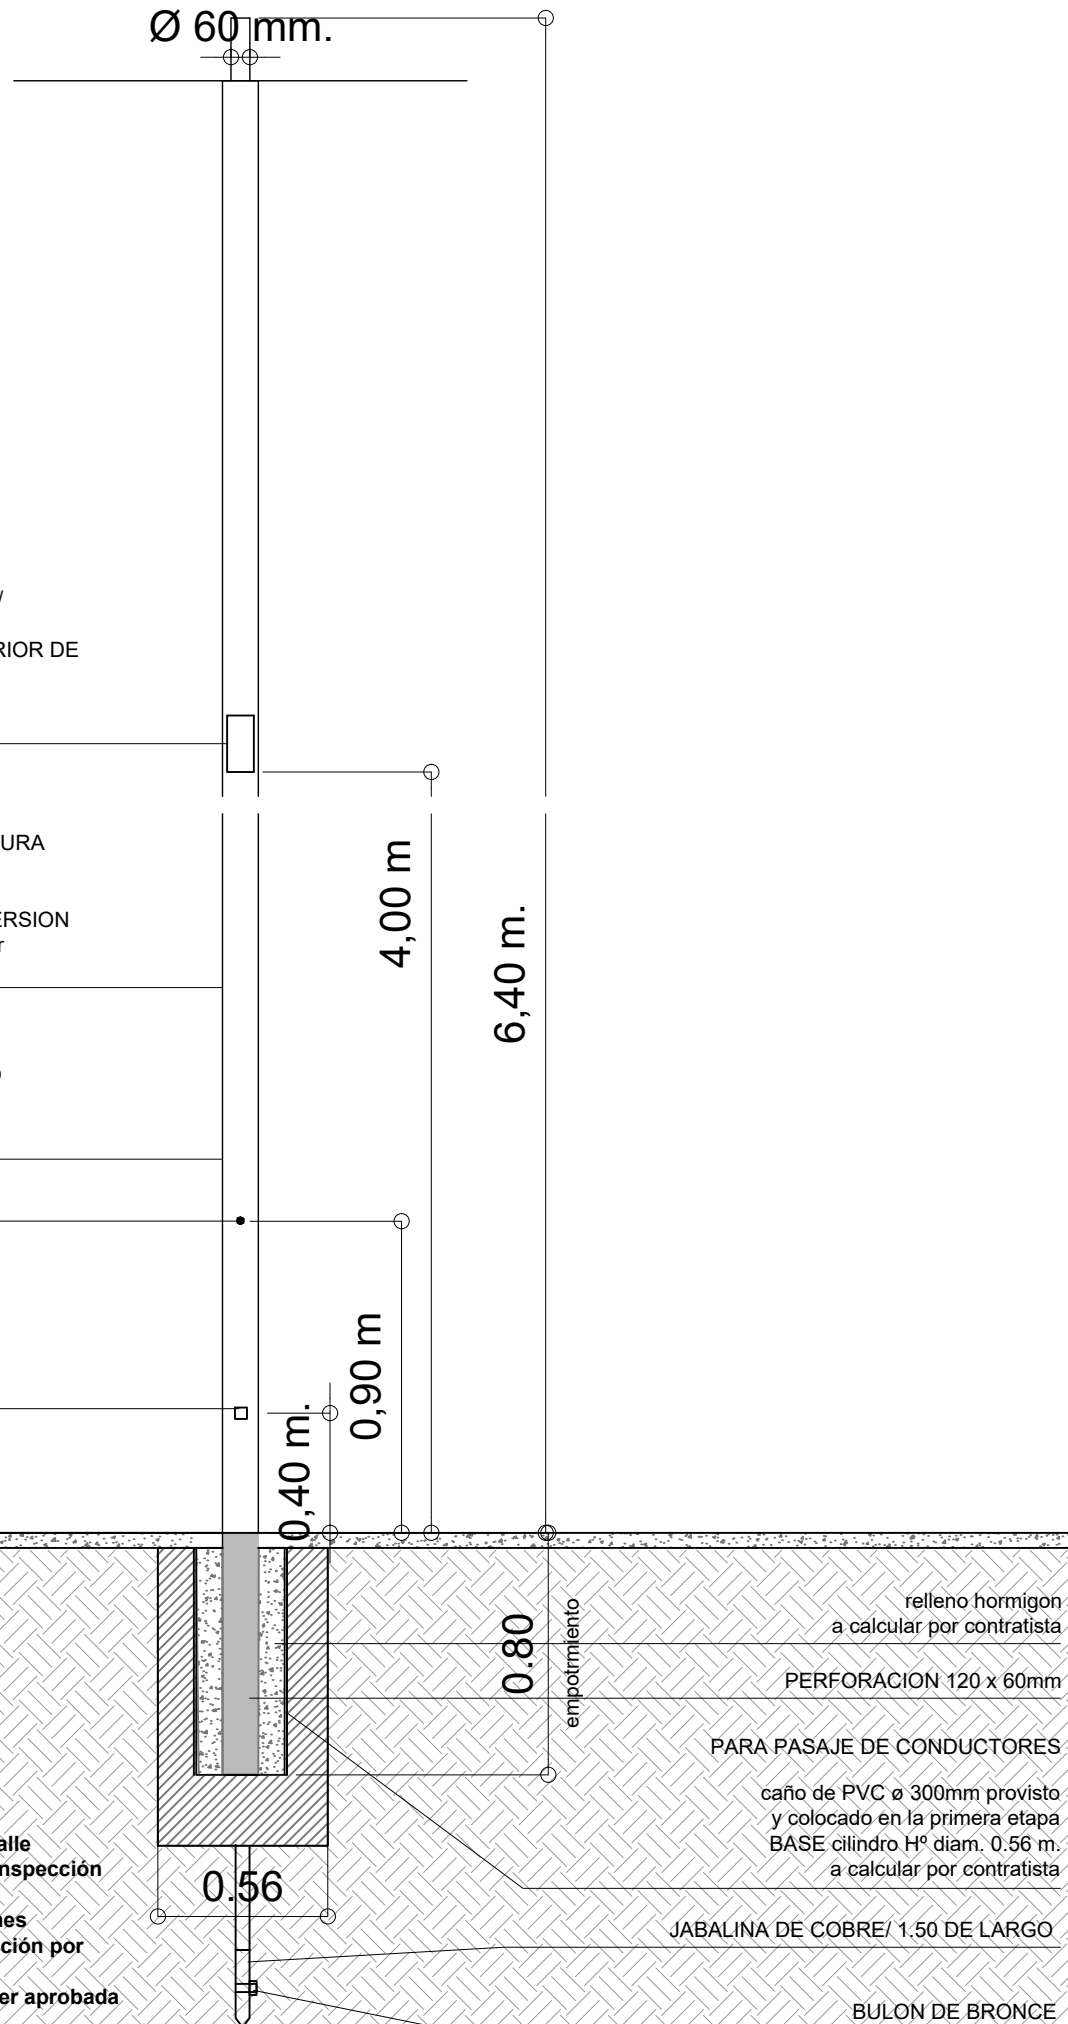 Ø 60 mm.
RIOR DE
URA
ERSION
r
4,00 m
6,40 m.
0,90 m
0,40 m.
0.80
empotrmiento
relleno hormigon
a calcular por contratista
PERFORACION 120 x 60mm
PARA PASAJE DE CONDUCTORES
caño de PVC ø 300mm provisto
y colocado en la primera etapa
BASE cilindro Hº diam. 0.56 m.
a calcular por contratista
0.56
alle
nspección
nes
ción por
er aprobada
JABALINA DE COBRE/ 1.50 DE LARGO
BULON DE BRONCE